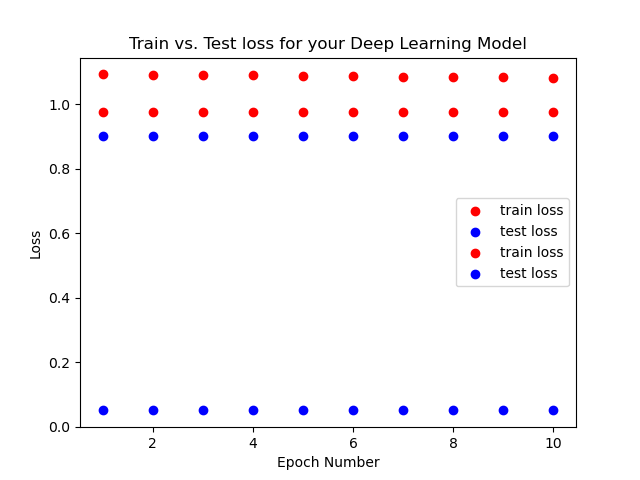 Train vs. Test loss for your Deep Learning Model
1.0
0.8
0.6
0.4
0.2
0.0
Loss
train loss
test loss
train loss
test loss
2 4 6 8 10
Epoch Number